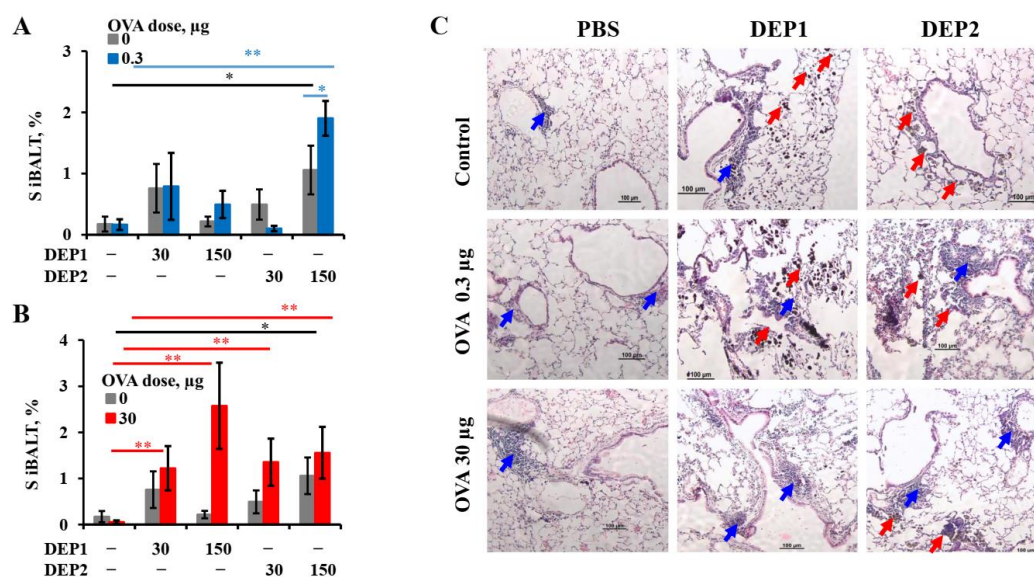 A
OVA dose, µg
0
0.3
**
*
*
3
2
1
0
S iBALT, %
DEP1 – 30 150 – –
DEP2 – – – 30 150
B
**
*
**
**
**
OVA dose, µg
0
30
4
3
2
1
0
S iBALT, %
DEP1 – 30 150 – –
DEP2 – – – 30 150
C
PBS DEP1 DEP2
Control
100 µm
100 µm
100 µm
OVA 0.3 µg
100 µm
100 µm
100 µm
OVA 30 µg
100 µm
100 µm
100 µm